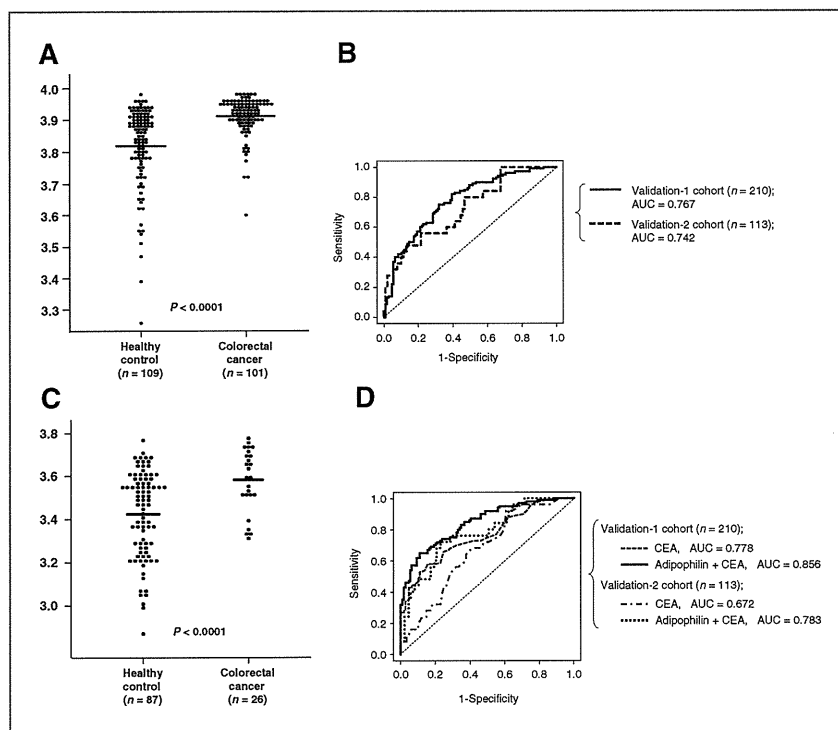 A
4.0
3.9
3.8
3.7
3.6
3.5
3.4
3.3
P < 0.0001
Healthy control (n = 109)
Colorectal cancer (n = 101)
B
1.0
0.8
0.6
0.4
0.2
0.0
Sensitivity
0.0 0.2 0.4 0.6 0.8 1.0
1-Specificity
Validation-1 cohort (n = 210);
AUC = 0.767
Validation-2 cohort (n = 113);
AUC = 0.742
C
3.8
3.6
3.4
3.2
3.0
P < 0.0001
Healthy control (n = 87)
Colorectal cancer (n = 26)
D
1.0
0.8
0.6
0.4
0.2
0.0
Sensitivity
0.0 0.2 0.4 0.6 0.8 1.0
1-Specificity
Validation-1 cohort (n = 210);
CEA, AUC = 0.778
Adipophilin + CEA, AUC = 0.856
Validation-2 cohort (n = 113);
CEA, AUC = 0.672
Adipophilin + CEA, AUC = 0.783